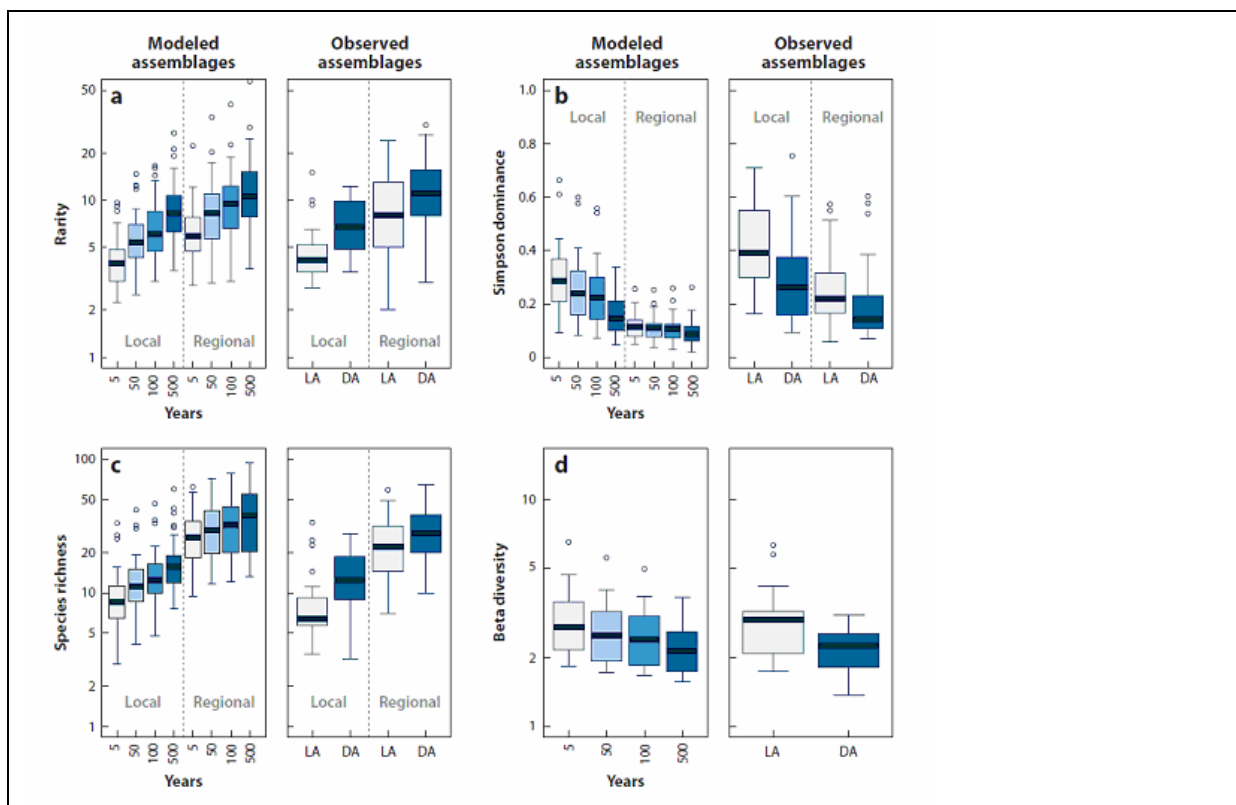 Modeled assemblages
Observed assemblages
a
Rarity
50
20
10
5
2
1
Local
Regional
5
50
100
500
5
50
100
500
Years
Local
Regional
LA
DA
LA
DA
Modeled assemblages
Observed assemblages
b
Simpson dominance
1.0
0.8
0.6
0.4
0.2
0
Local
Regional
5
50
100
500
5
50
100
500
Years
Local
Regional
LA
DA
LA
DA
c
Species richness
100
50
20
10
5
2
1
Local
Regional
5
50
100
500
5
50
100
500
Years
Local
Regional
LA
DA
LA
DA
d
Beta diversity
10
5
2
1
5
50
100
500
Years
LA
DA